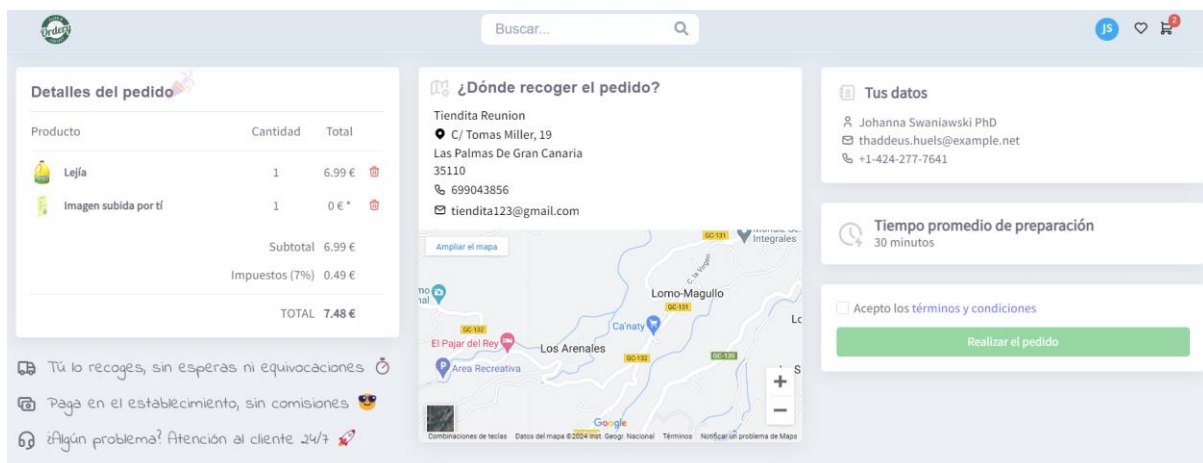 Ordery
Buscar...
JS
2
Detalles del pedido
Producto Cantidad Total
Lejía 1 6.99 €
Imagen subida por tí 1 0 € *
Subtotal 6.99 €
Impuestos (7%) 0.49 €
TOTAL 7.48 €
Tú lo recoges, sin esperas ni equivocaciones
Paga en el establecimiento, sin comisiones
¿Algún problema? Atención al cliente 24/7
¿Dónde recoger el pedido?
Tiendita Reunion
C/ Tomas Miller, 19
Las Palmas De Gran Canaria
35110
699043856
tiendita123@gmail.com
Ampliar el mapa
GC-131
Integrales
C. la Virgen
Lomo-Magullo
GC-131
Ca'naty
GC-132
El Pajar del Rey
Los Arenales
GC-132
GC-130
Area Recreativa
+
−
Google
Combinaciones de teclas Datos del mapa ©2024 Inst. Geogr. Nacional Términos Notificar un problema de Maps
Tus datos
Johanna Swaniawski PhD
thaddeus.huels@example.net
+1-424-277-7641
Tiempo promedio de preparación
30 minutos
Acepto los términos y condiciones
Realizar el pedido